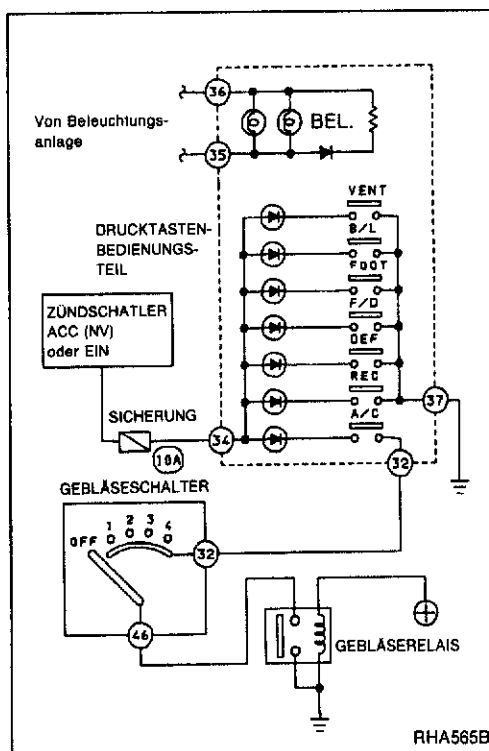 36
Von Beleuchtungs-
anlage
BEL.
35
VENT
B/L
DRUCKTASTEN-
BEDIENUNGS-
TEIL
FOOT
F/D
DEF
REC
A/C
ZÜNDSCHATLER
ACC (NV)
oder EIN
SICHERUNG
10A
34
37
32
GEBLÄSESCHALTER
OFF 1 2 3 4
32
46
GEBLÄSERELAIS
RHA565B